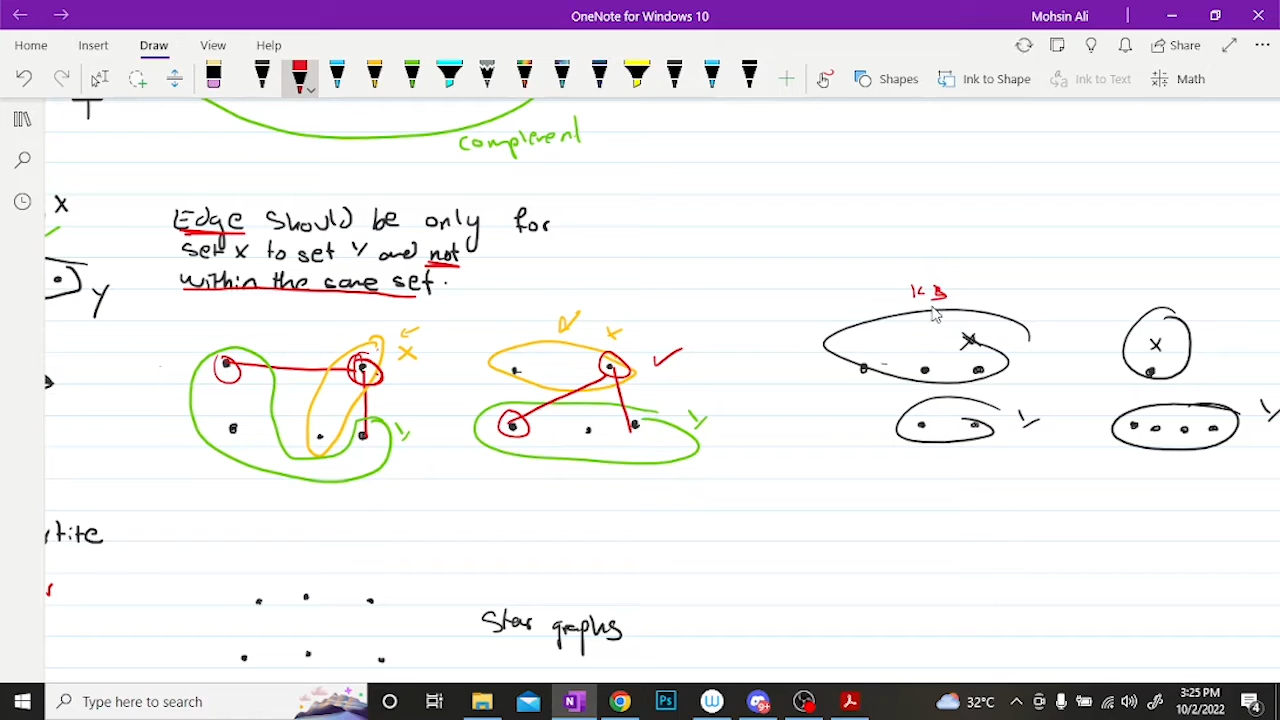 OneNote for Windows 10
Mohsin Ali
Home Insert Draw View Help
Share
Shapes Ink to Shape Ink to Text Math
T
complement
X
Edge should be only for
set X to set Y and not
within the same set.
Y
K 3
X X
X X
Y Y Y Y
Star graphs
Type here to search
Ps
32°C
3:25 PM
10/2/2022